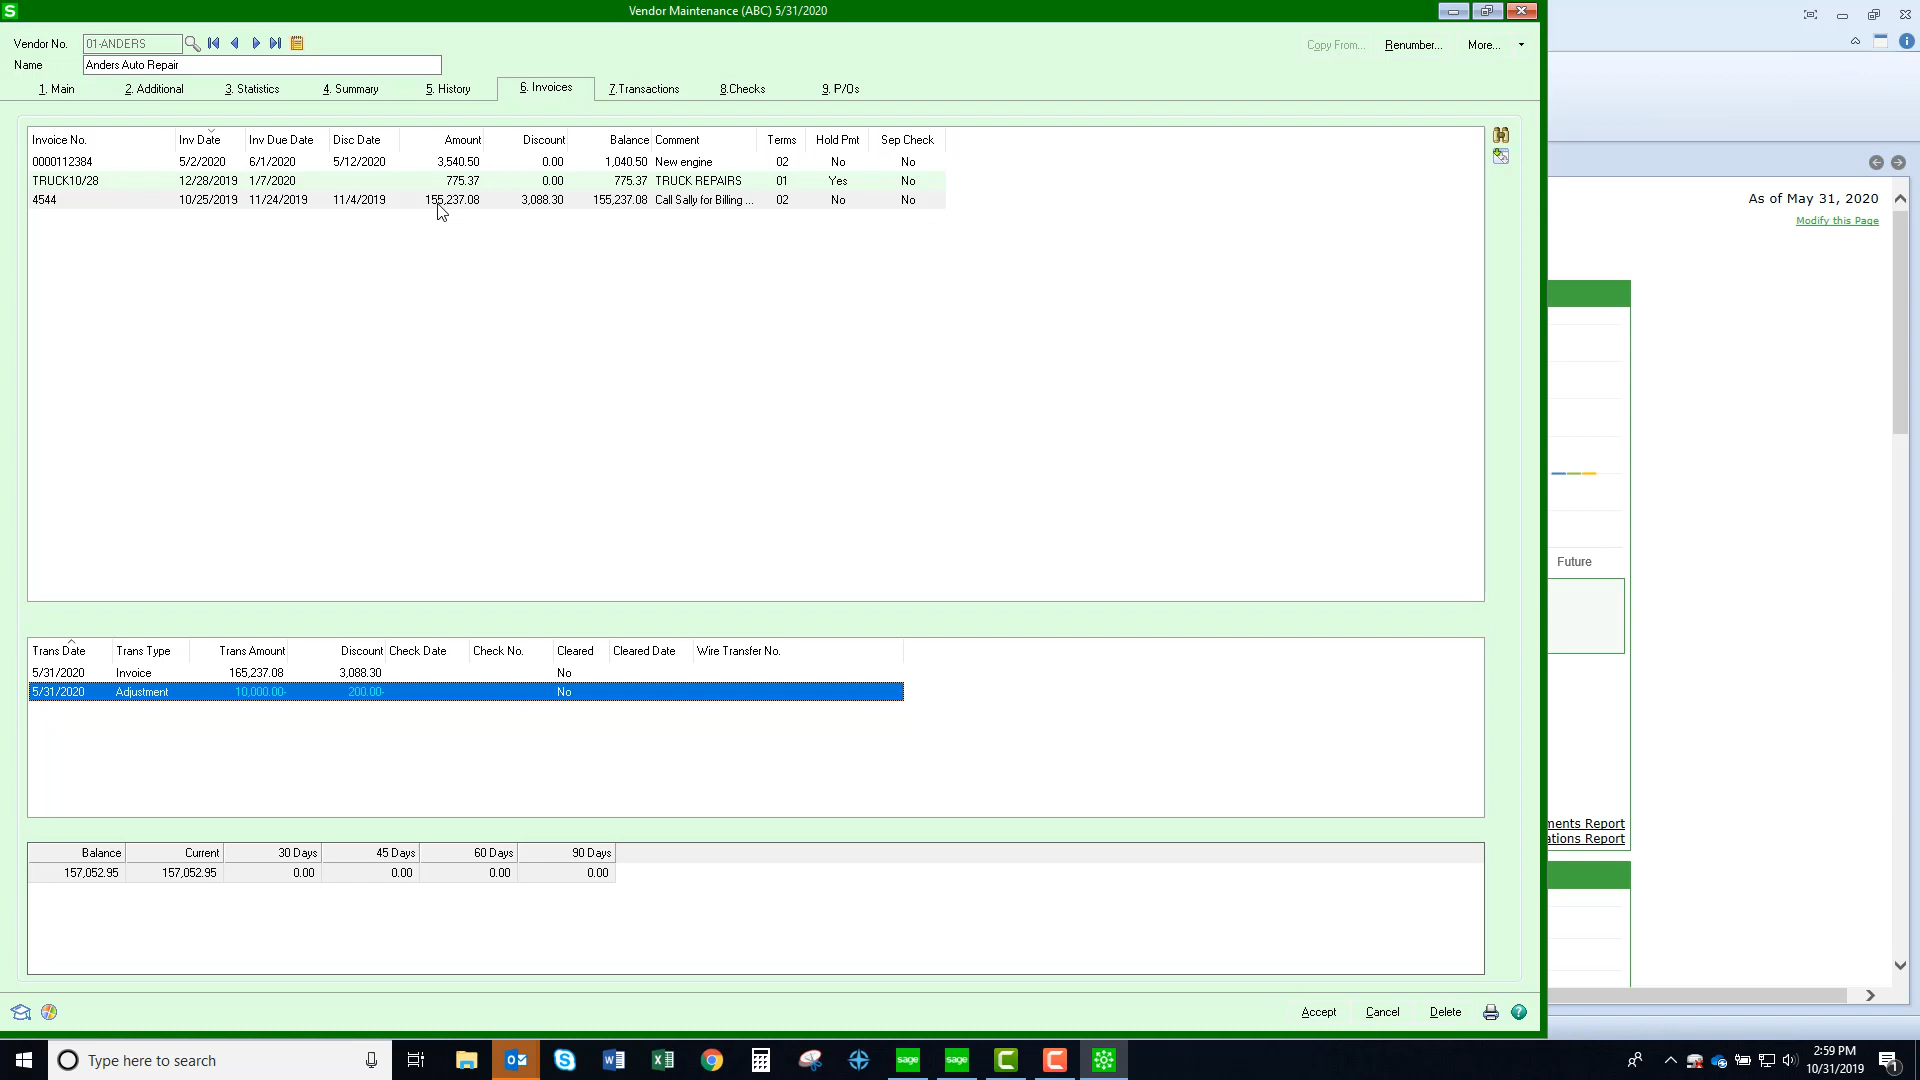 S Vendor Maintenance (ABC) 5/31/2020
Vendor No. 01-ANDERS Copy From... Renumber... More...
Name Anders Auto Repair
1. Main 2. Additional 3. Statistics 4. Summary 5. History 6. Invoices 7.Transactions 8.Checks 9. P/Os
Invoice No. Inv Date Inv Due Date Disc Date Amount Discount Balance Comment Terms Hold Pmt Sep Check
0000112384 5/2/2020 6/1/2020 5/12/2020 3,540.50 0.00 1,040.50 New engine 02 No No
TRUCK10/28 12/28/2019 1/7/2020 775.37 0.00 775.37 TRUCK REPAIRS 01 Yes No
4544 10/25/2019 11/24/2019 11/4/2019 155,237.08 3,088.30 155,237.08 Call Sally for Billing ... 02 No No
As of May 31, 2020
Modify this Page
Future
Trans Date Trans Type Trans Amount Discount Check Date Check No. Cleared Cleared Date Wire Transfer No.
5/31/2020 Invoice 165,237.08 3,088.30 No
5/31/2020 Adjustment 10,000.00- 200.00- No
ments Report
ations Report
Balance Current 30 Days 45 Days 60 Days 90 Days
157,052.95 157,052.95 0.00 0.00 0.00 0.00
Accept Cancel Delete
Type here to search
sage sage
2:59 PM
10/31/2019
1